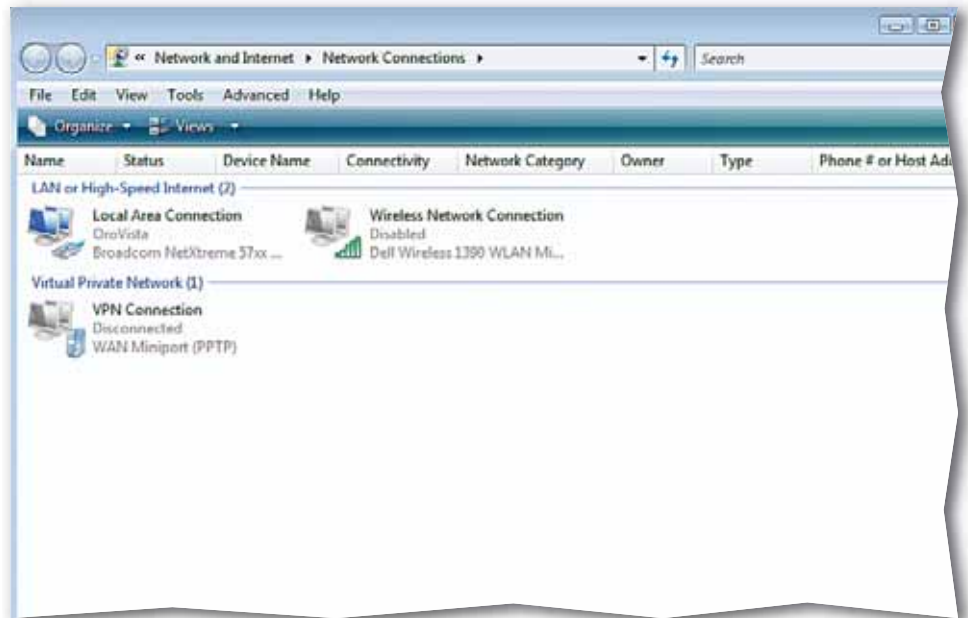 « Network and Internet ▸ Network Connections ▸ Search
File Edit View Tools Advanced Help
Organize Views
Name Status Device Name Connectivity Network Category Owner Type Phone # or Host Ad
LAN or High-Speed Internet (2)
Local Area Connection
OroVista
Broadcom NetXtreme 57xx ...
Wireless Network Connection
Disabled
Dell Wireless 1390 WLAN Mi...
Virtual Private Network (1)
VPN Connection
Disconnected
WAN Miniport (PPTP)